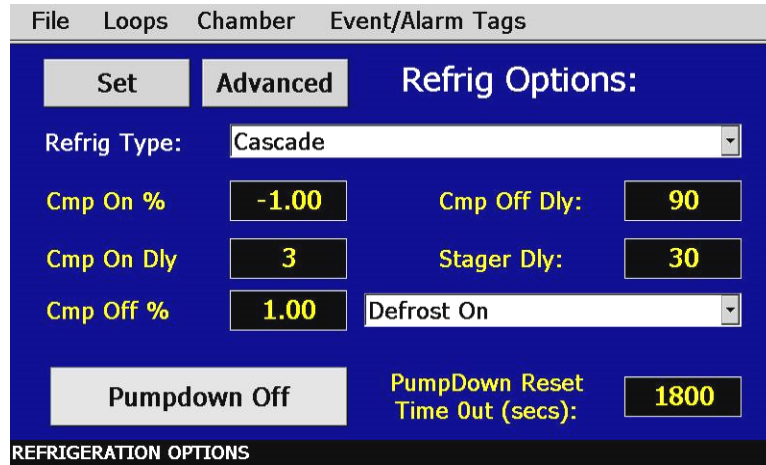 File Loops Chamber Event/Alarm Tags
Set Advanced Refrig Options:
Refrig Type: Cascade
Cmp On % -1.00 Cmp Off Dly: 90
Cmp On Dly 3 Stager Dly: 30
Cmp Off % 1.00 Defrost On
Pumpdown Off
PumpDown Reset
Time 0ut (secs): 1800
REFRIGERATION OPTIONS